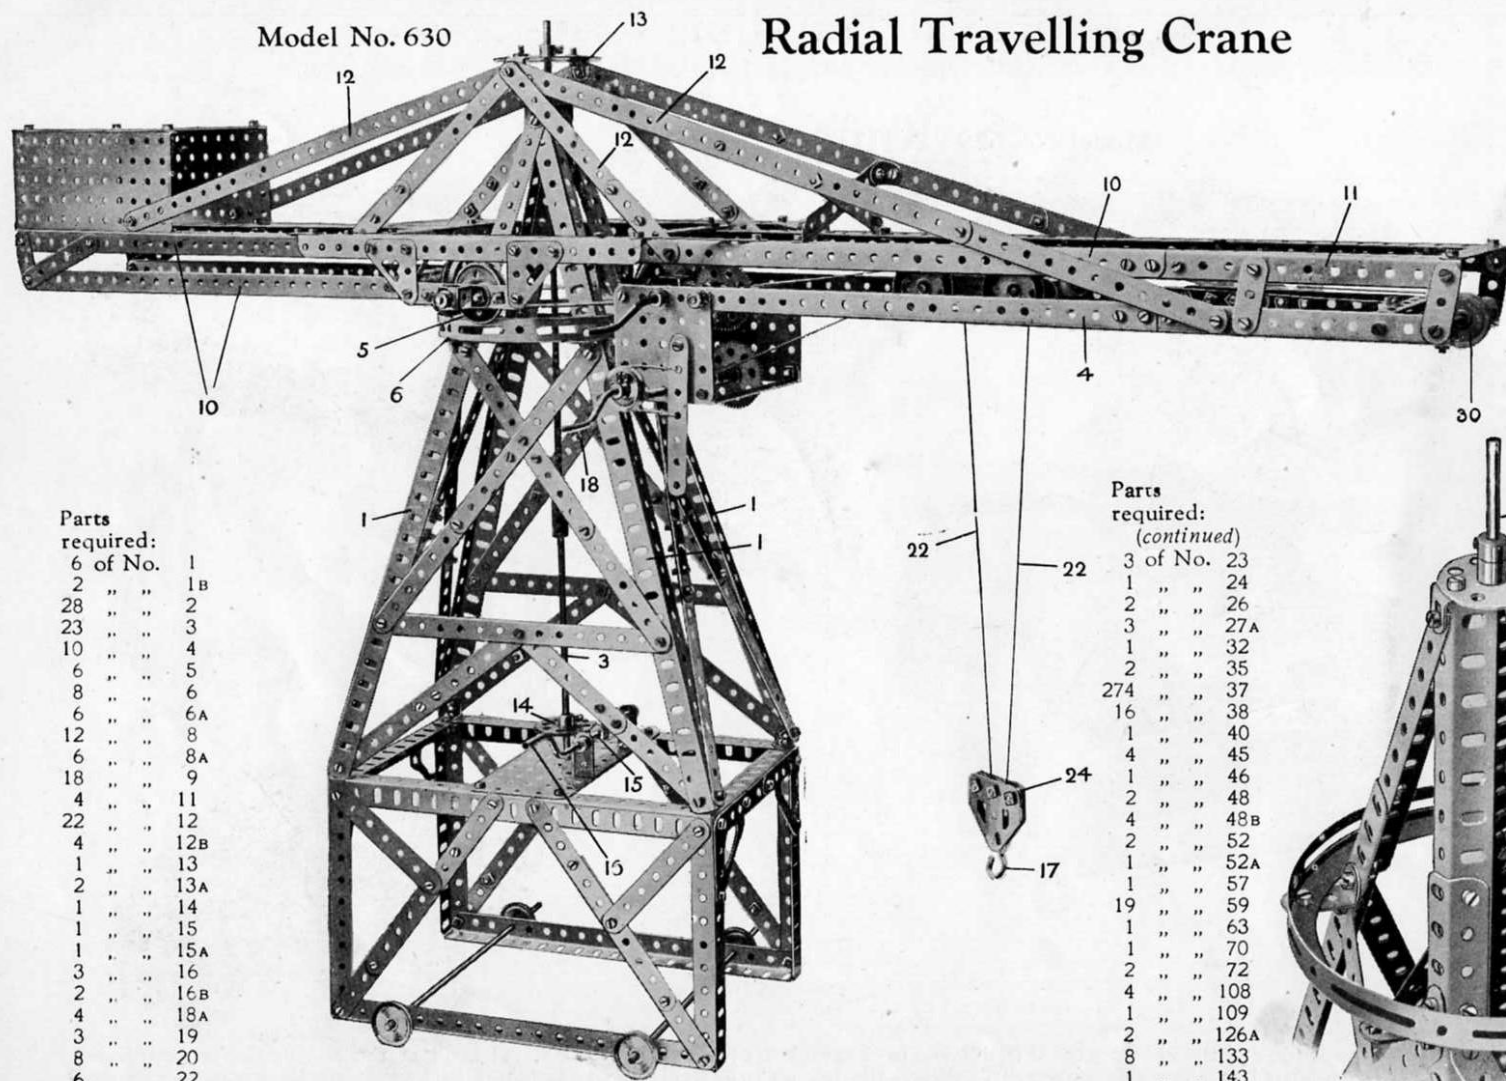 Model No. 630
Radial Travelling Crane
13
12
12
12
10
11
5
6
10
4
30
18
1
1
1
22
22
3
14
15
16
24
17
Parts
required:
6 of No. 1
2 „ „ 1B
28 „ „ 2
23 „ „ 3
10 „ „ 4
6 „ „ 5
8 „ „ 6
6 „ „ 6A
12 „ „ 8
6 „ „ 8A
18 „ „ 9
4 „ „ 11
22 „ „ 12
4 „ „ 12B
1 „ „ 13
2 „ „ 13A
1 „ „ 14
1 „ „ 15
1 „ „ 15A
3 „ „ 16
2 „ „ 16B
4 „ „ 18A
3 „ „ 19
8 „ „ 20
6 „ „ 22
Parts
required:
(continued)
3 of No. 23
1 „ „ 24
2 „ „ 26
3 „ „ 27A
1 „ „ 32
2 „ „ 35
274 „ „ 37
16 „ „ 38
1 „ „ 40
4 „ „ 45
1 „ „ 46
2 „ „ 48
4 „ „ 48B
2 „ „ 52
1 „ „ 52A
1 „ „ 57
19 „ „ 59
1 „ „ 63
1 „ „ 70
2 „ „ 72
4 „ „ 108
1 „ „ 109
2 „ „ 126A
8 „ „ 133
1 „ „ 143